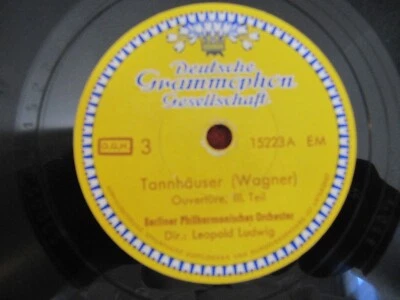 Deutsche
Grammophon
Gesellschaft
D.G.G. 3 15223A EM
Tannhäuser (Wagner)
Ouvertüre; III. Teil
Berliner Philharmonisches Orchester
Dir.: Leopold Ludwig